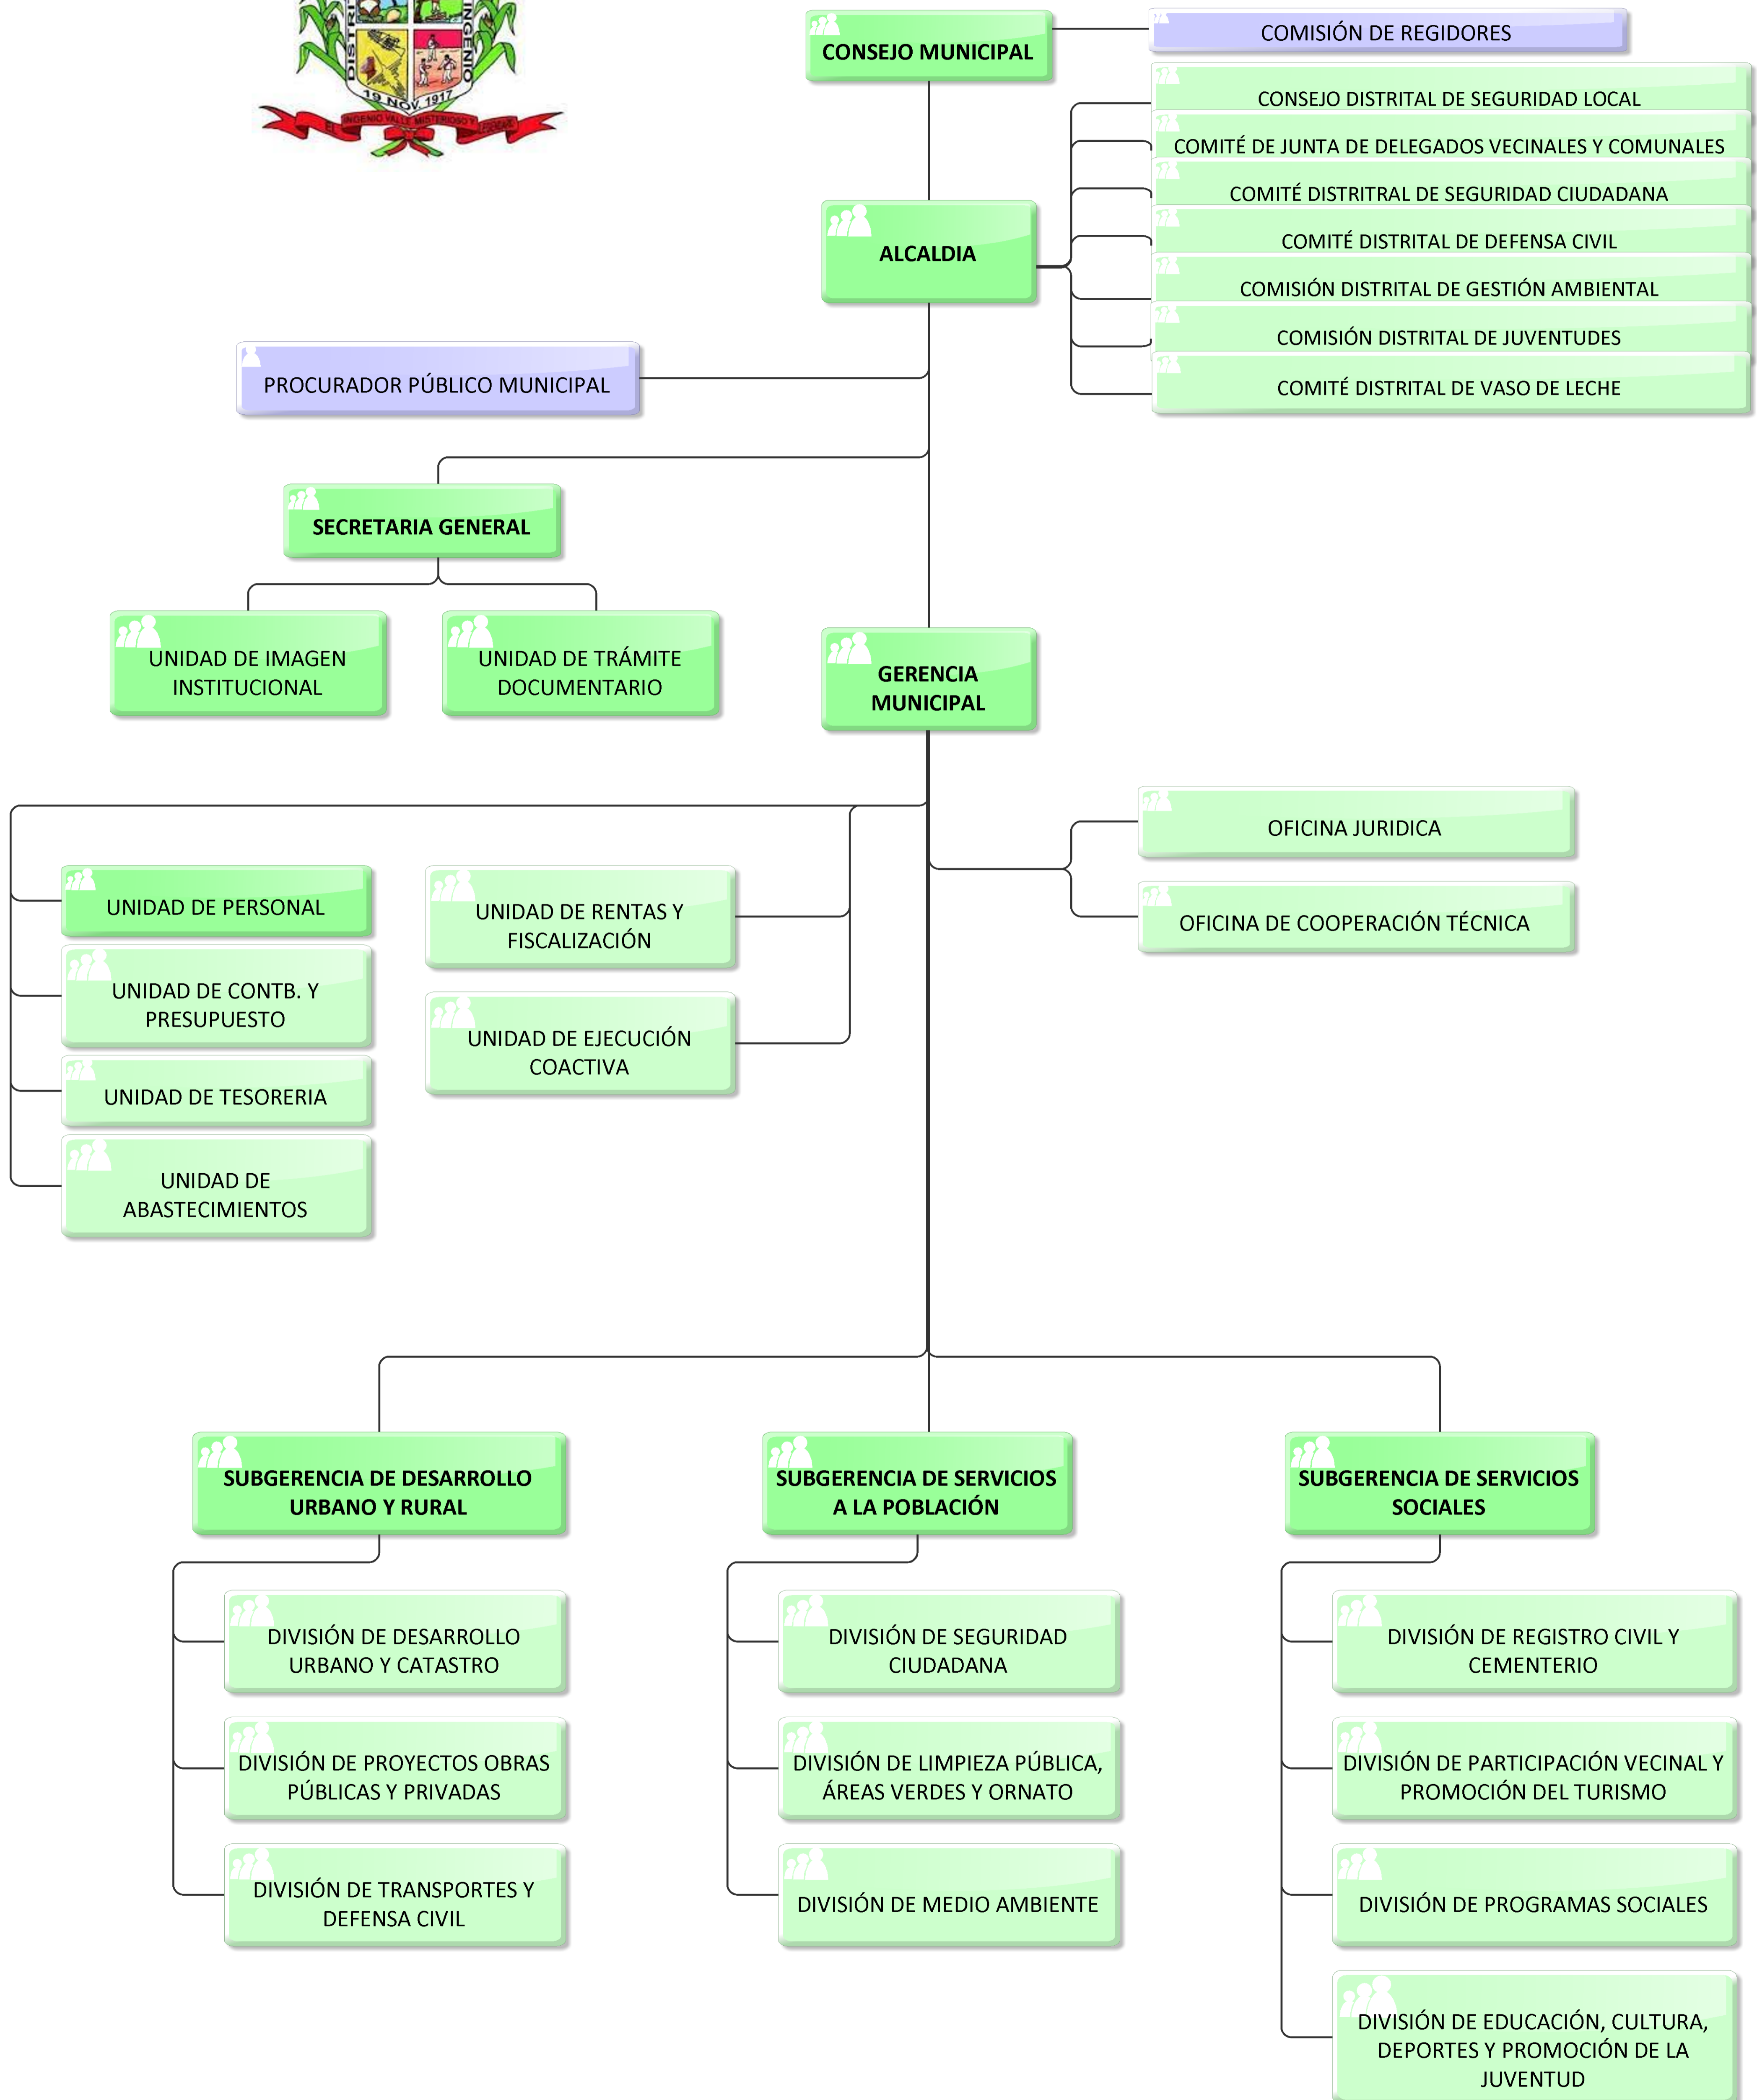 DISTRI
INGENIO
19 NOV. 1917
EL INGENIO VALLE MISTERIOSO Y
CONSEJO MUNICIPAL
COMISIÓN DE REGIDORES
CONSEJO DISTRITAL DE SEGURIDAD LOCAL
COMITÉ DE JUNTA DE DELEGADOS VECINALES Y COMUNALES
COMITÉ DISTRITRAL DE SEGURIDAD CIUDADANA
COMITÉ DISTRITAL DE DEFENSA CIVIL
COMISIÓN DISTRITAL DE GESTIÓN AMBIENTAL
COMISIÓN DISTRITAL DE JUVENTUDES
COMITÉ DISTRITAL DE VASO DE LECHE
ALCALDIA
PROCURADOR PÚBLICO MUNICIPAL
SECRETARIA GENERAL
UNIDAD DE IMAGEN
INSTITUCIONAL
UNIDAD DE TRÁMITE
DOCUMENTARIO
GERENCIA
MUNICIPAL
OFICINA JURIDICA
OFICINA DE COOPERACIÓN TÉCNICA
UNIDAD DE PERSONAL
UNIDAD DE CONTB. Y
PRESUPUESTO
UNIDAD DE TESORERIA
UNIDAD DE
ABASTECIMIENTOS
UNIDAD DE RENTAS Y
FISCALIZACIÓN
UNIDAD DE EJECUCIÓN
COACTIVA
SUBGERENCIA DE DESARROLLO
URBANO Y RURAL
DIVISIÓN DE DESARROLLO
URBANO Y CATASTRO
DIVISIÓN DE PROYECTOS OBRAS
PÚBLICAS Y PRIVADAS
DIVISIÓN DE TRANSPORTES Y
DEFENSA CIVIL
SUBGERENCIA DE SERVICIOS
A LA POBLACIÓN
DIVISIÓN DE SEGURIDAD
CIUDADANA
DIVISIÓN DE LIMPIEZA PÚBLICA,
ÁREAS VERDES Y ORNATO
DIVISIÓN DE MEDIO AMBIENTE
SUBGERENCIA DE SERVICIOS
SOCIALES
DIVISIÓN DE REGISTRO CIVIL Y
CEMENTERIO
DIVISIÓN DE PARTICIPACIÓN VECINAL Y
PROMOCIÓN DEL TURISMO
DIVISIÓN DE PROGRAMAS SOCIALES
DIVISIÓN DE EDUCACIÓN, CULTURA,
DEPORTES Y PROMOCIÓN DE LA
JUVENTUD